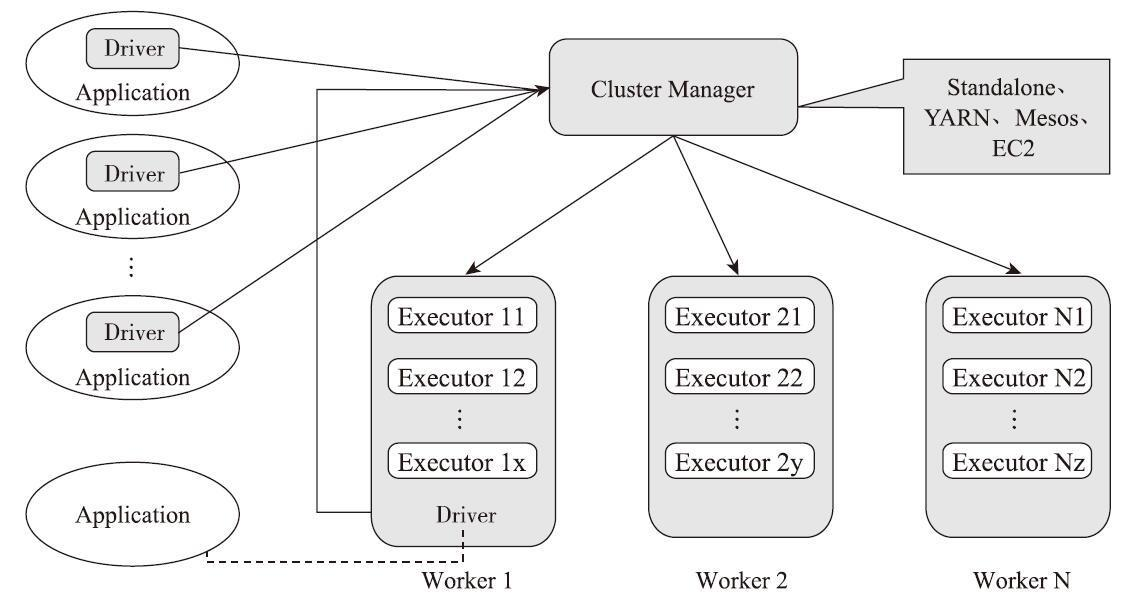 Driver
Application
Driver
Application
⋮
Driver
Application
Application
Cluster Manager
Standalone、
YARN、Mesos、
EC2
Executor 11
Executor 12
⋮
Executor 1x
Driver
Worker 1
Executor 21
Executor 22
⋮
Executor 2y
Worker 2
Executor N1
Executor N2
⋮
Executor Nz
Worker N